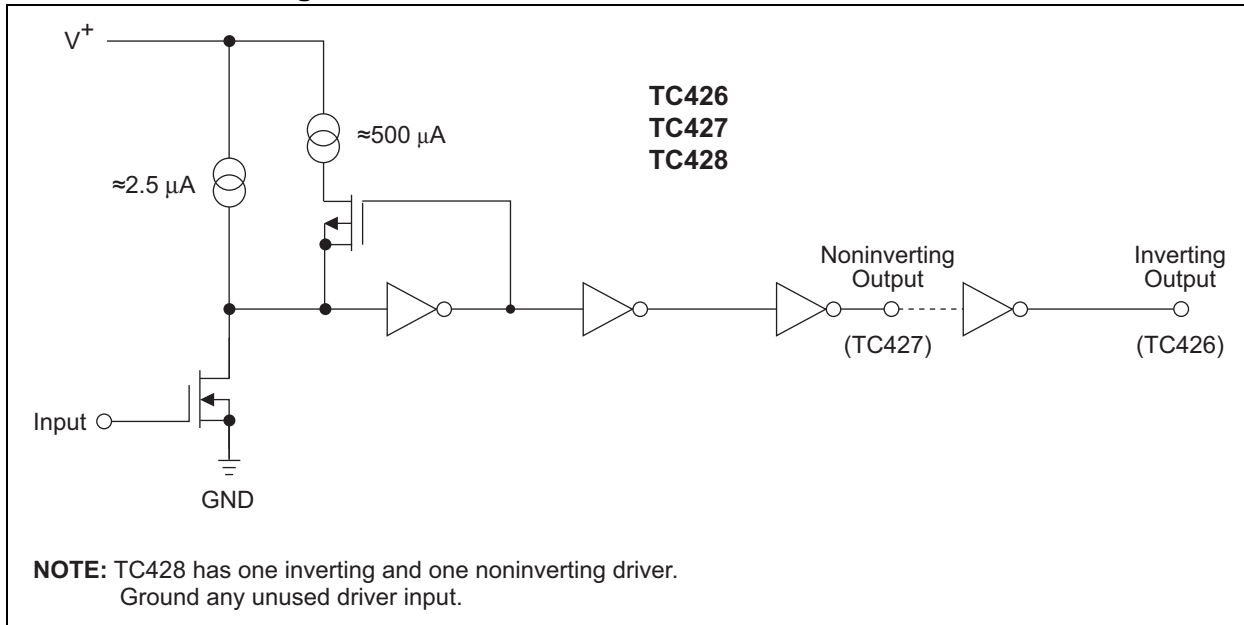 V+
≈500 μA
≈2.5 μA
TC426
TC427
TC428
Noninverting
Output
Inverting
Output
(TC427)
(TC426)
Input
GND
NOTE: TC428 has one inverting and one noninverting driver.
Ground any unused driver input.